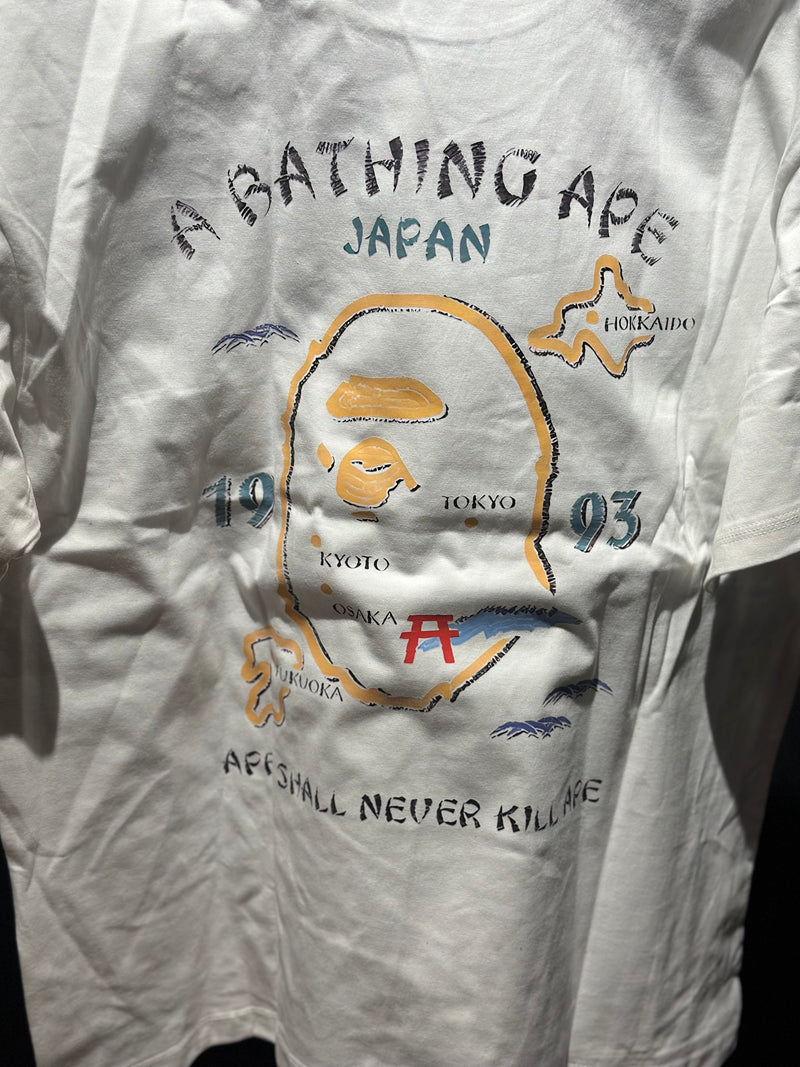 A BATHING APE
JAPAN
HOKKAIDO
19 93
TOKYO
KYOTO
OSAKA
FUKUOKA
APE SHALL NEVER KILL APE